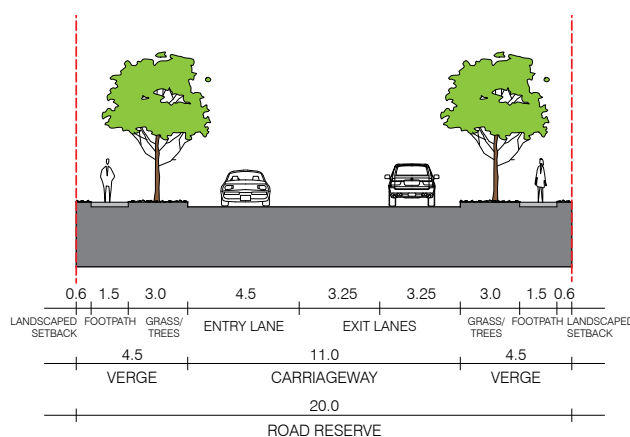 0.6 1.5 3.0 4.5 3.25 3.25 3.0 1.5 0.6
LANDSCAPED SETBACK FOOTPATH GRASS/ TREES ENTRY LANE EXIT LANES GRASS/ TREES FOOTPATH LANDSCAPED SETBACK
4.5 11.0 4.5
VERGE CARRIAGEWAY VERGE
20.0
ROAD RESERVE